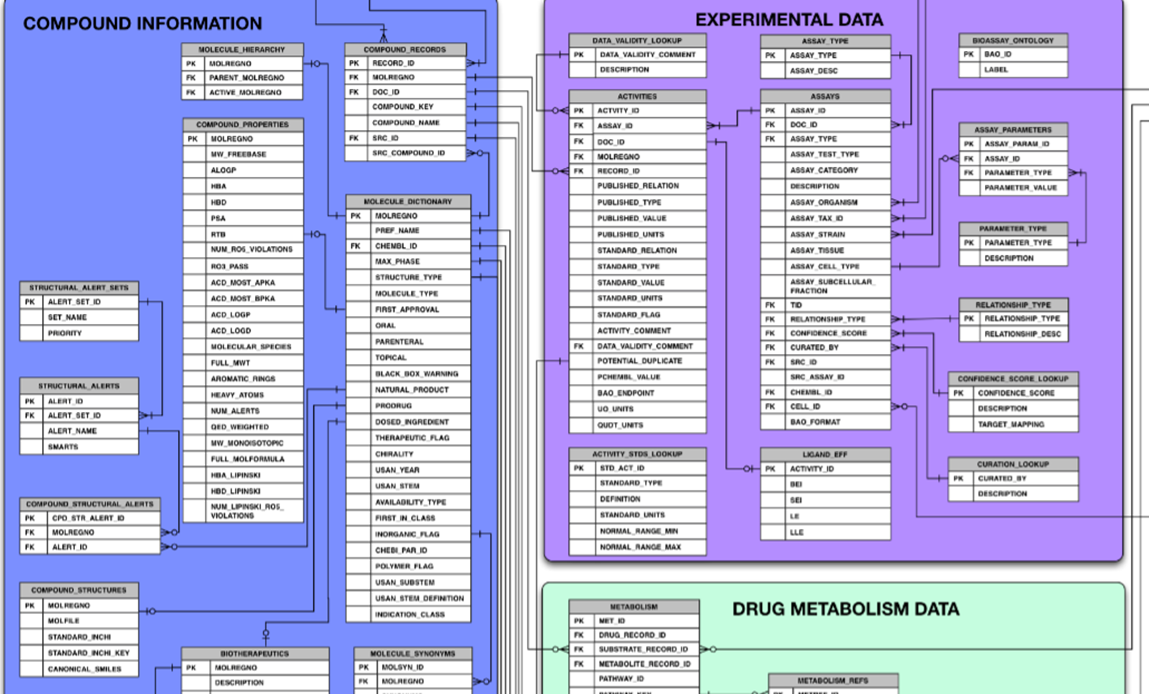 COMPOUND INFORMATION
MOLECULE_HIERARCHY
PK MOLREGNO
FK PARENT_MOLREGNO
FK ACTIVE_MOLREGNO
COMPOUND_RECORDS
PK RECORD_ID
FK MOLREGNO
FK DOC_ID
COMPOUND_KEY
COMPOUND_NAME
FK SRC_ID
SRC_COMPOUND_ID
COMPOUND_PROPERTIES
PK MOLREGNO
MW_FREEBASE
ALOGP
HBA
HBD
PSA
RTB
NUM_RO5_VIOLATIONS
RO3_PASS
ACD_MOST_APKA
ACD_MOST_BPKA
ACD_LOGP
ACD_LOGD
MOLECULAR_SPECIES
FULL_MWT
AROMATIC_RINGS
HEAVY_ATOMS
NUM_ALERTS
QED_WEIGHTED
MW_MONOISOTOPIC
FULL_MOLFORMULA
HBA_LIPINSKI
HBD_LIPINSKI
NUM_LIPINSKI_RO5_
VIOLATIONS
MOLECULE_DICTIONARY
PK MOLREGNO
PREF_NAME
FK CHEMBL_ID
MAX_PHASE
STRUCTURE_TYPE
MOLECULE_TYPE
FIRST_APPROVAL
ORAL
PARENTERAL
TOPICAL
BLACK_BOX_WARNING
NATURAL_PRODUCT
PRODRUG
DOSED_INGREDIENT
THERAPEUTIC_FLAG
CHIRALITY
USAN_YEAR
USAN_STEM
AVAILABILITY_TYPE
FIRST_IN_CLASS
INORGANIC_FLAG
CHEBI_PAR_ID
POLYMER_FLAG
USAN_SUBSTEM
USAN_STEM_DEFINITION
INDICATION_CLASS
STRUCTURAL_ALERT_SETS
PK ALERT_SET_ID
SET_NAME
PRIORITY
STRUCTURAL_ALERTS
PK ALERT_ID
FK ALERT_SET_ID
ALERT_NAME
SMARTS
COMPOUND_STRUCTURAL_ALERTS
PK CPD_STR_ALERT_ID
FK MOLREGNO
FK ALERT_ID
COMPOUND_STRUCTURES
PK MOLREGNO
MOLFILE
STANDARD_INCHI
STANDARD_INCHI_KEY
CANONICAL_SMILES
BIOTHERAPEUTICS
PK MOLREGNO
DESCRIPTION
MOLECULE_SYNONYMS
PK MOLSYN_ID
FK MOLREGNO
EXPERIMENTAL DATA
DATA_VALIDITY_LOOKUP
PK DATA_VALIDITY_COMMENT
DESCRIPTION
ACTIVITIES
PK ACTVITY_ID
FK ASSAY_ID
FK DOC_ID
FK MOLREGNO
FK RECORD_ID
PUBLISHED_RELATION
PUBLISHED_TYPE
PUBLISHED_VALUE
PUBLISHED_UNITS
STANDARD_RELATION
STANDARD_TYPE
STANDARD_VALUE
STANDARD_UNITS
STANDARD_FLAG
ACTIVITY_COMMENT
FK DATA_VALIDITY_COMMENT
POTENTIAL_DUPLICATE
PCHEMBL_VALUE
BAO_ENDPOINT
UO_UNITS
QUDT_UNITS
ACTIVITY_STDS_LOOKUP
PK STD_ACT_ID
STANDARD_TYPE
DEFINITION
STANDARD_UNITS
NORMAL_RANGE_MIN
NORMAL_RANGE_MAX
ASSAY_TYPE
PK ASSAY_TYPE
ASSAY_DESC
ASSAYS
PK ASSAY_ID
FK DOC_ID
FK ASSAY_TYPE
ASSAY_TEST_TYPE
ASSAY_CATEGORY
DESCRIPTION
ASSAY_ORGANISM
ASSAY_TAX_ID
ASSAY_STRAIN
ASSAY_TISSUE
ASSAY_CELL_TYPE
ASSAY_SUBCELLULAR_
FRACTION
FK TID
FK RELATIONSHIP_TYPE
FK CONFIDENCE_SCORE
FK CURATED_BY
FK SRC_ID
SRC_ASSAY_ID
FK CHEMBL_ID
FK CELL_ID
BAO_FORMAT
LIGAND_EFF
PK ACTIVITY_ID
BEI
SEI
LE
LLE
BIOASSAY_ONTOLOGY
PK BAO_ID
LABEL
ASSAY_PARAMETERS
PK ASSAY_PARAM_ID
FK ASSAY_ID
FK PARAMETER_TYPE
PARAMETER_VALUE
PARAMETER_TYPE
PK PARAMETER_TYPE
DESCRIPTION
RELATIONSHIP_TYPE
PK RELATIONSHIP_TYPE
RELATIONSHIP_DESC
CONFIDENCE_SCORE_LOOKUP
PK CONFIDENCE_SCORE
DESCRIPTION
TARGET_MAPPING
CURATION_LOOKUP
PK CURATED_BY
DESCRIPTION
DRUG METABOLISM DATA
METABOLISM
PK MET_ID
FK DRUG_RECORD_ID
FK SUBSTRATE_RECORD_ID
FK METABOLITE_RECORD_ID
PATHWAY_ID
METABOLISM_REFS